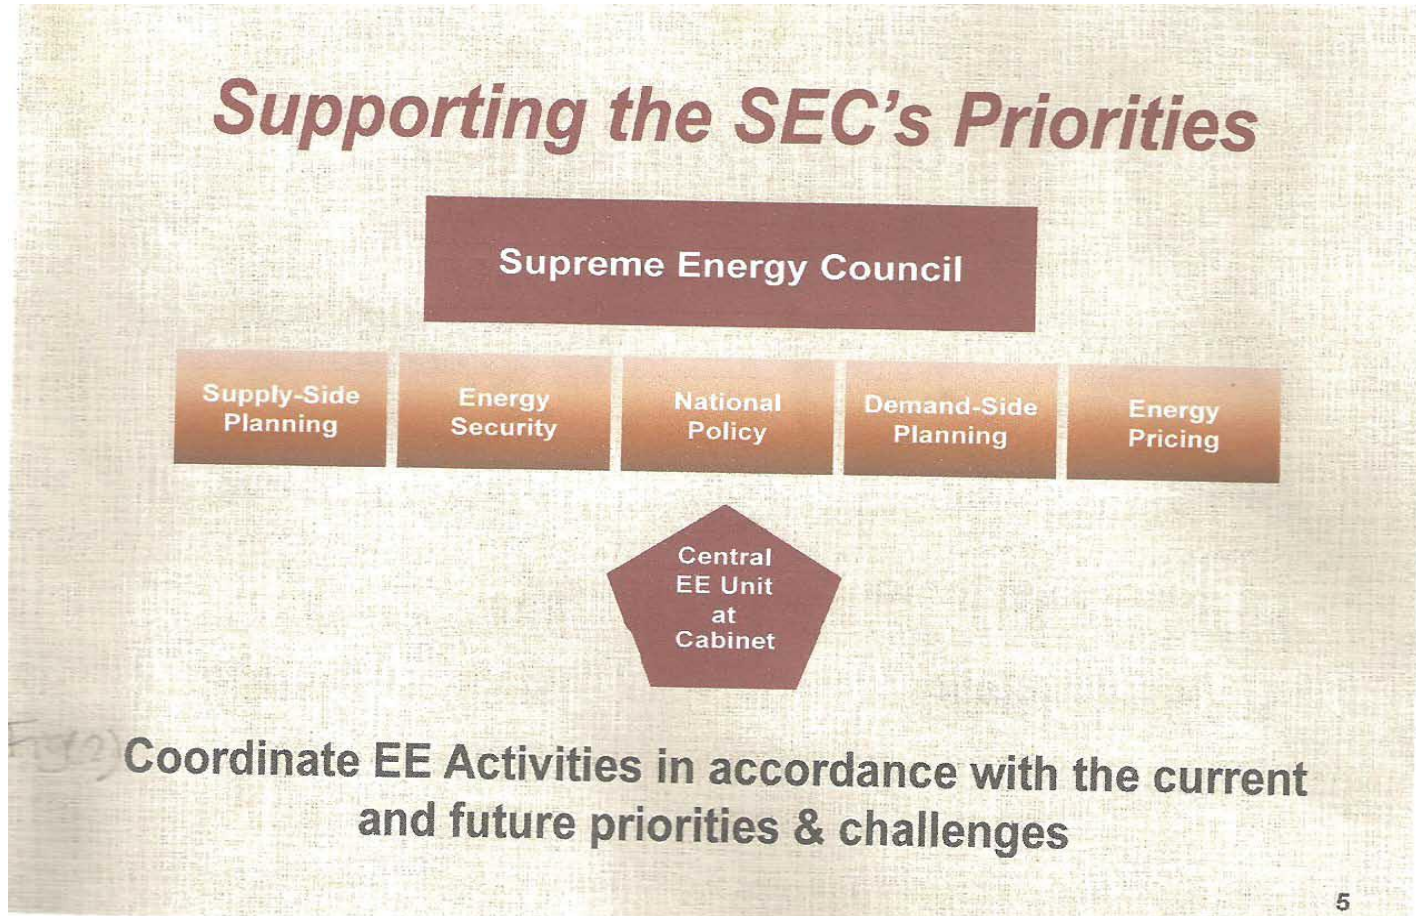 Supporting the SEC's Priorities
Supreme Energy Council
Supply-Side
Planning
Energy
Security
National
Policy
Demand-Side
Planning
Energy
Pricing
Central
EE Unit
at
Cabinet
Coordinate EE Activities in accordance with the current
and future priorities & challenges
5